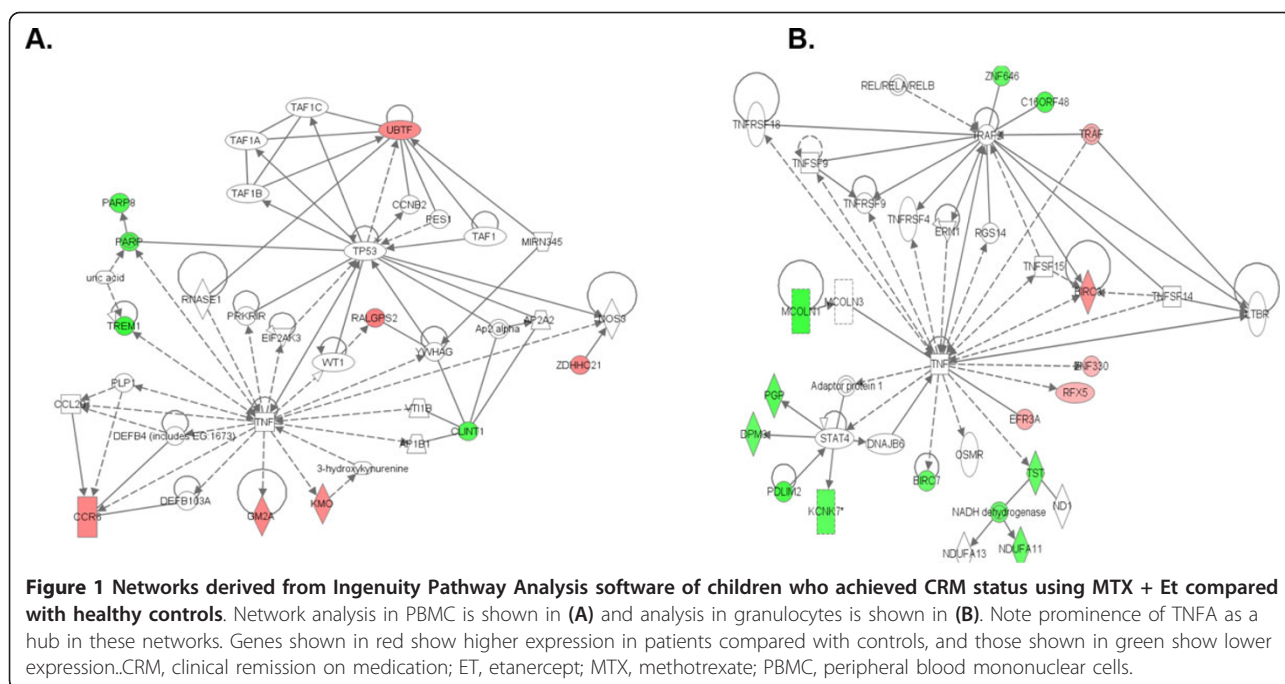 A.
B.
TAF1C
UBTF
TAF1A
TAF1B
CCNB2
PES1
TAF1
MIRN345
PARP8
PARP
TP53
uric acid
RNASE1
TREM1
PRKRIR
EIF2AK3
RALGPS2
WT1
YWHAG
Ap2 alpha
AP2A2
NOS3
ZDHHC21
PLP1
CCL20
TNF
VTI1B
CLINT1
AP1B1
DEFB4 (includes EG:1673)
3-hydroxykynurenine
DEFB103A
CCR6
GM2A
KMO
ZNF646
REL/RELA/RELB
C16ORF48
TNFRSF18
TRAF
TNFSF9
TNFRSF9
TNFRSF4
ERN1
RGS14
TNFSF15
TNFSF14
LTBR
MCOLN1
MCOLN3
TNF
ZNF330
RFX5
Adaptor protein 1
PGP
EFR3A
STAT4
DNAJB6
OSMR
PDLIM2
BIRC7
TST
KCNK7*
NADH dehydrogenase
ND1
NDUFA13
NDUFA11
Figure 1 Networks derived from Ingenuity Pathway Analysis software of children who achieved CRM status using MTX + Et compared
with healthy controls. Network analysis in PBMC is shown in (A) and analysis in granulocytes is shown in (B). Note prominence of TNFA as a
hub in these networks. Genes shown in red show higher expression in patients compared with controls, and those shown in green show lower
expression..CRM, clinical remission on medication; ET, etanercept; MTX, methotrexate; PBMC, peripheral blood mononuclear cells.